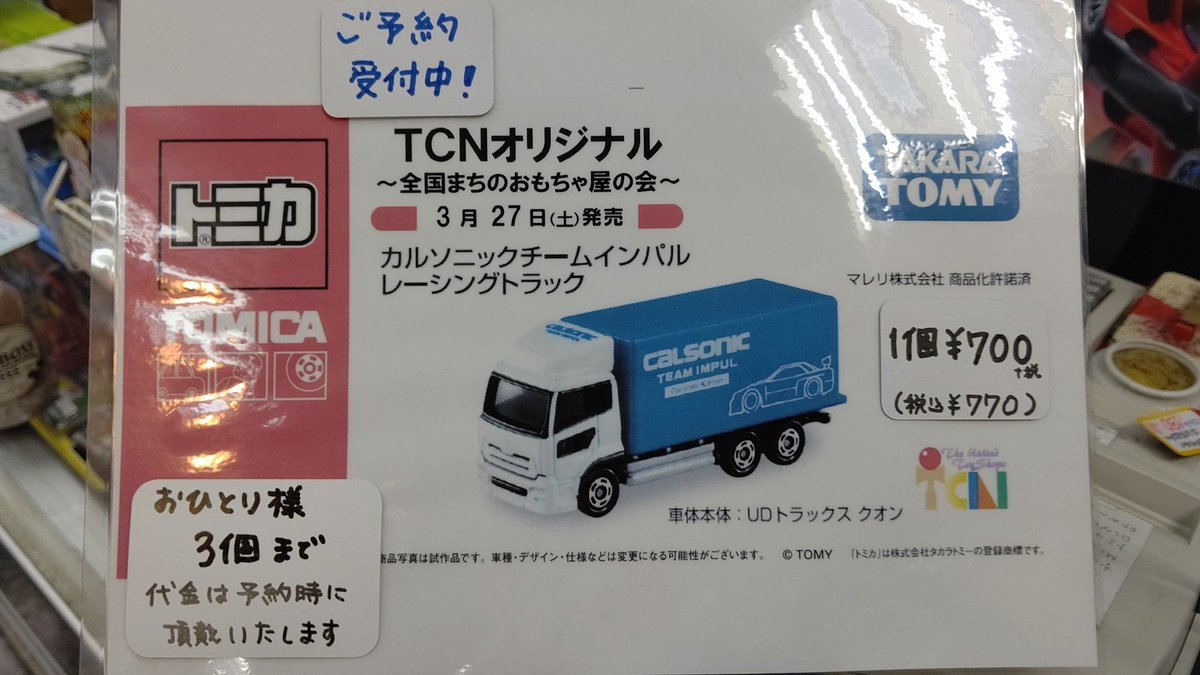 ご予約
受付中!
TCNオリジナル
～全国まちのおもちゃ屋の会～
3月27日(土)発売
カルソニックチームインパル
レーシングトラック
トミカ
®
TOMICA
TAKARA
TOMY
マレリ株式会社 商品化許諾済
1個¥700
+税
(税込¥770)
CALSONIC
CALSONIC
TEAM IMPUL
The United
Toy Shops
TCN
車体本体：UDトラックス クオン
おひとり様
3個まで
代金は予約時に
頂戴いたします
商品写真は試作品です。車種・デザイン・仕様などは変更になる可能性がございます。 ©TOMY 「トミカ」は株式会社タカラトミーの登録商標です。